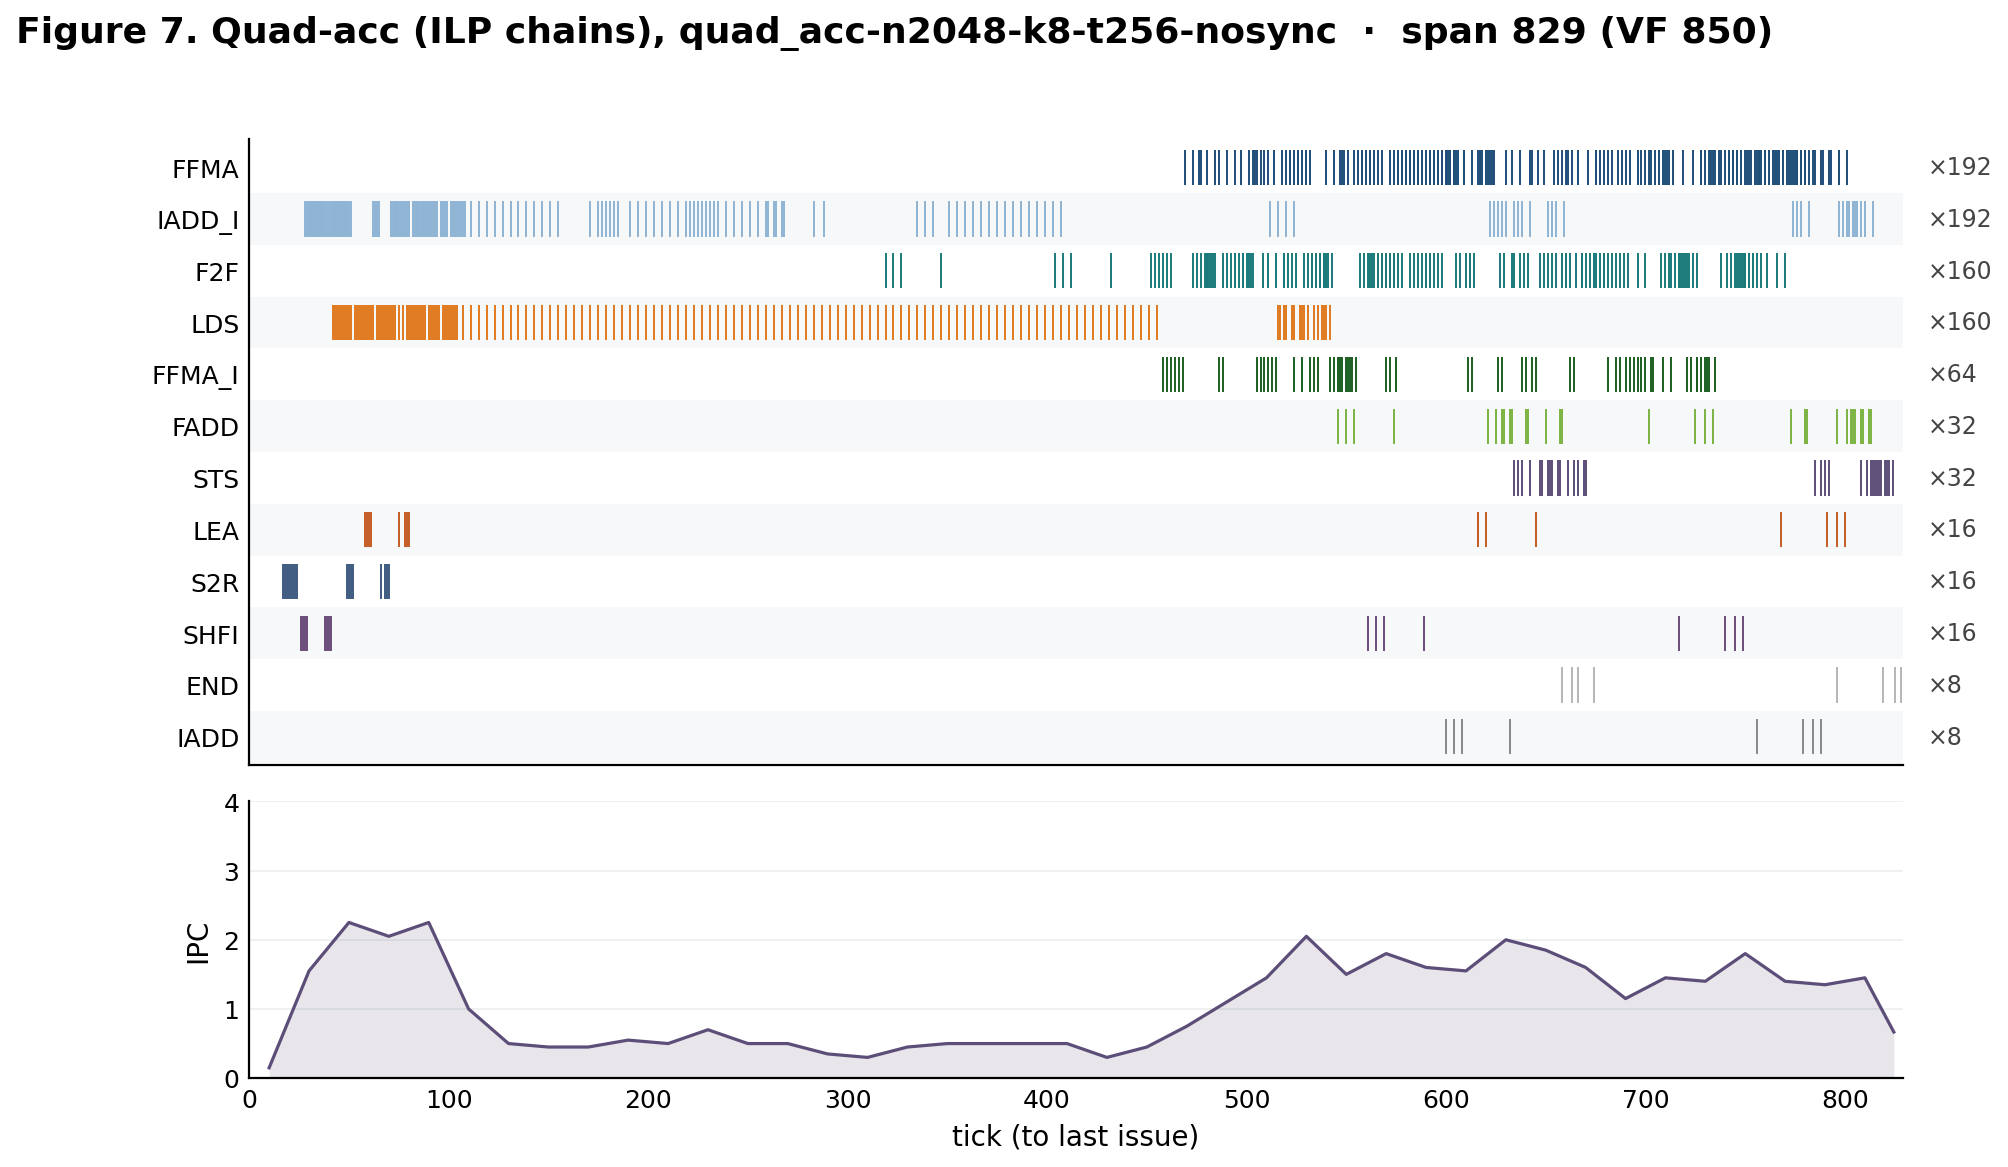 Figure 7. Quad-acc (ILP chains), quad_acc-n2048-k8-t256-nosync · span 829 (VF 850)
FFMA ×192
IADD_I ×192
F2F ×160
LDS ×160
FFMA_I ×64
FADD ×32
STS ×32
LEA ×16
S2R ×16
SHFI ×16
END ×8
IADD ×8
4
3
2
1
0
IPC
0 100 200 300 400 500 600 700 800
tick (to last issue)